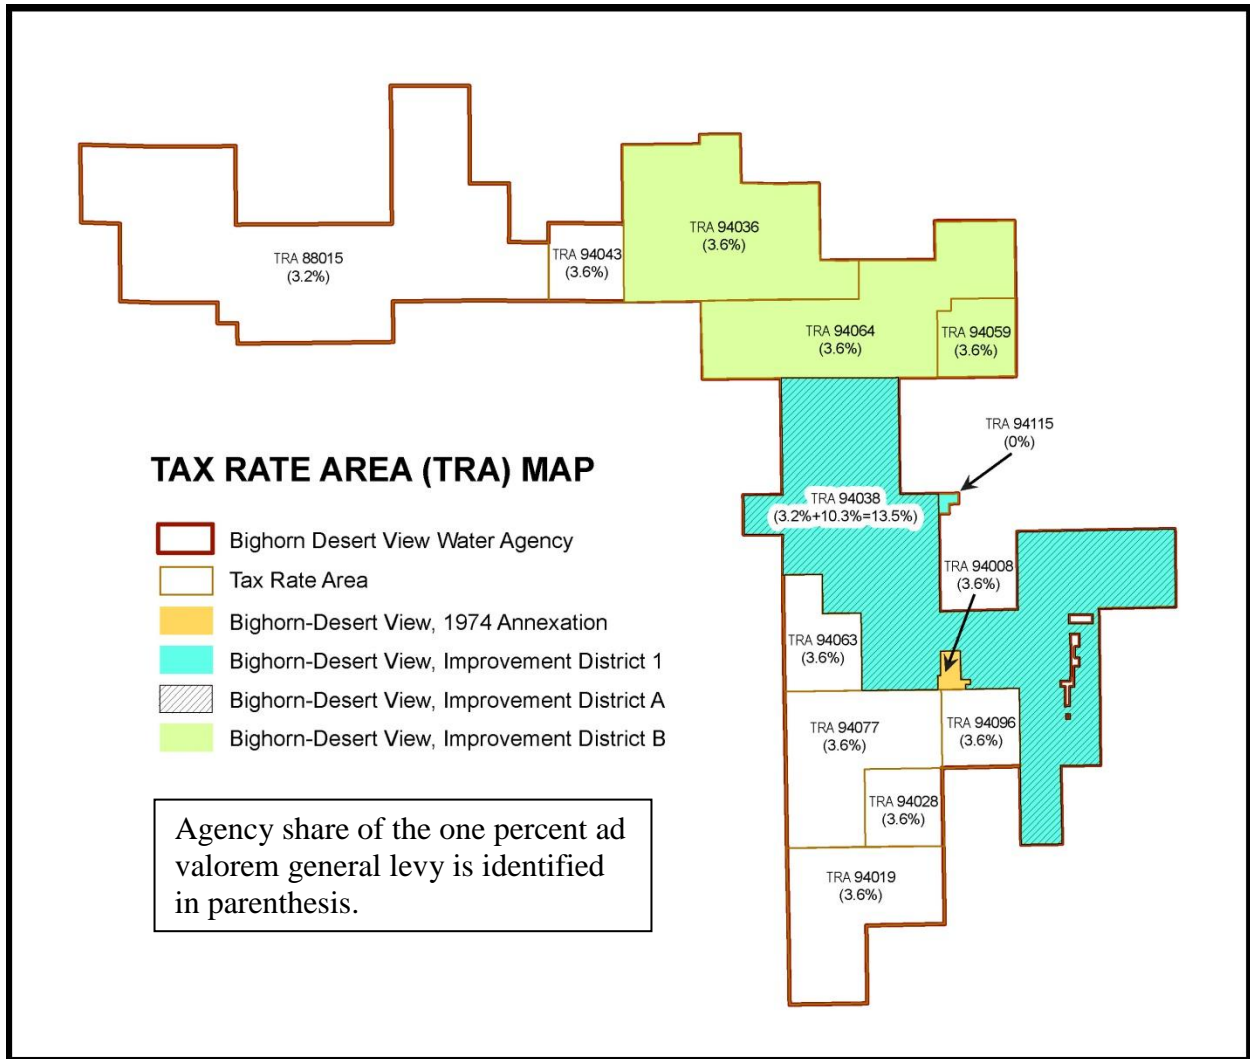 TRA 88015
(3.2%)
TRA 94043
(3.6%)
TRA 94036
(3.6%)
TRA 94064
(3.6%)
TRA 94059
(3.6%)
TRA 94115
(0%)
TRA 94038
(3.2%+10.3%=13.5%)
TRA 94008
(3.6%)
TRA 94063
(3.6%)
TRA 94077
(3.6%)
TRA 94096
(3.6%)
TRA 94028
(3.6%)
TRA 94019
(3.6%)
TAX RATE AREA (TRA) MAP
Bighorn Desert View Water Agency
Tax Rate Area
Bighorn-Desert View, 1974 Annexation
Bighorn-Desert View, Improvement District 1
Bighorn-Desert View, Improvement District A
Bighorn-Desert View, Improvement District B
Agency share of the one percent ad
valorem general levy is identified
in parenthesis.